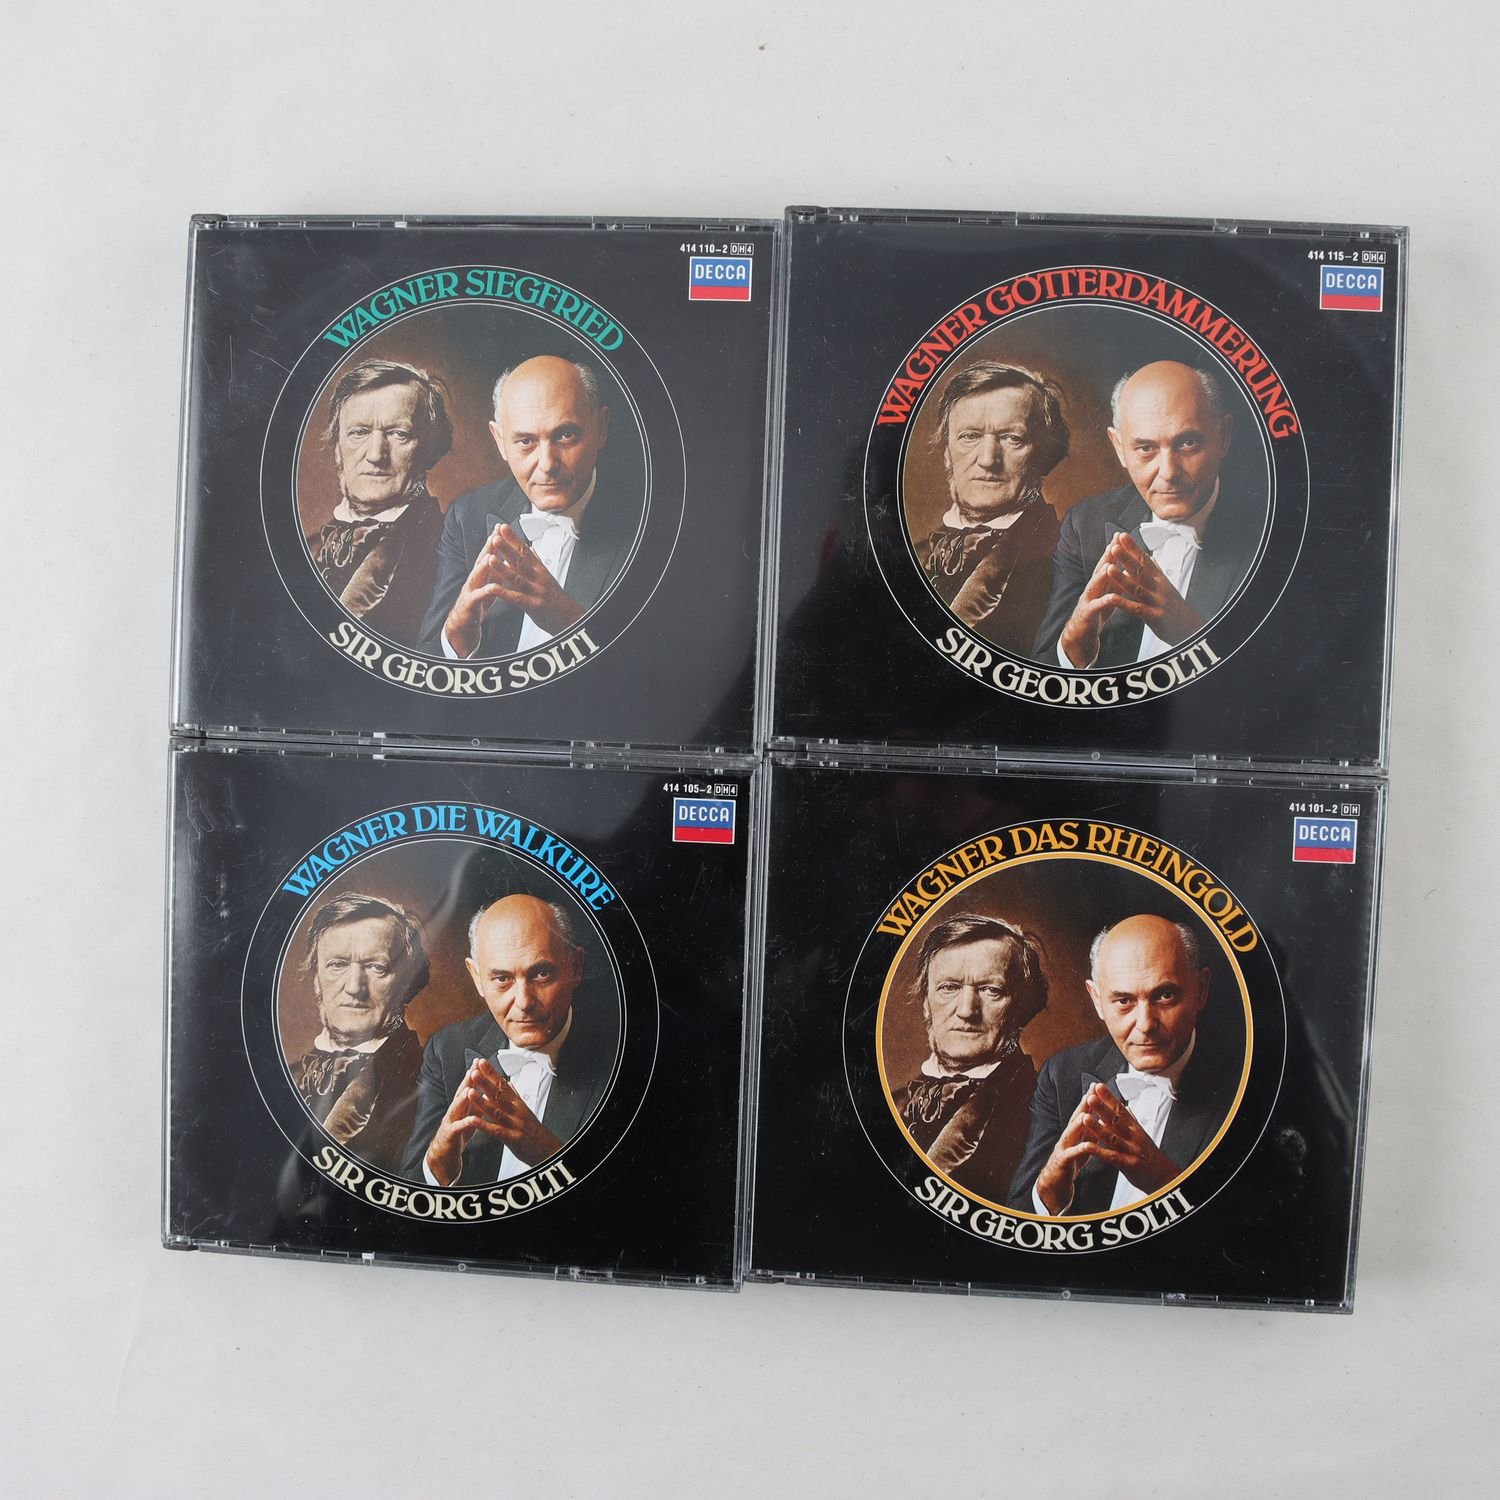 414 110-2 DH4
DECCA
WAGNER SIEGFRIED
SIR GEORG SOLTI
414 115-2 DH4
DECCA
WAGNER GÖTTERDÄMMERUNG
SIR GEORG SOLTI
414 105-2 DH4
DECCA
WAGNER DIE WALKÜRE
SIR GEORG SOLTI
414 101-2 DH
DECCA
WAGNER DAS RHEINGOLD
SIR GEORG SOLTI